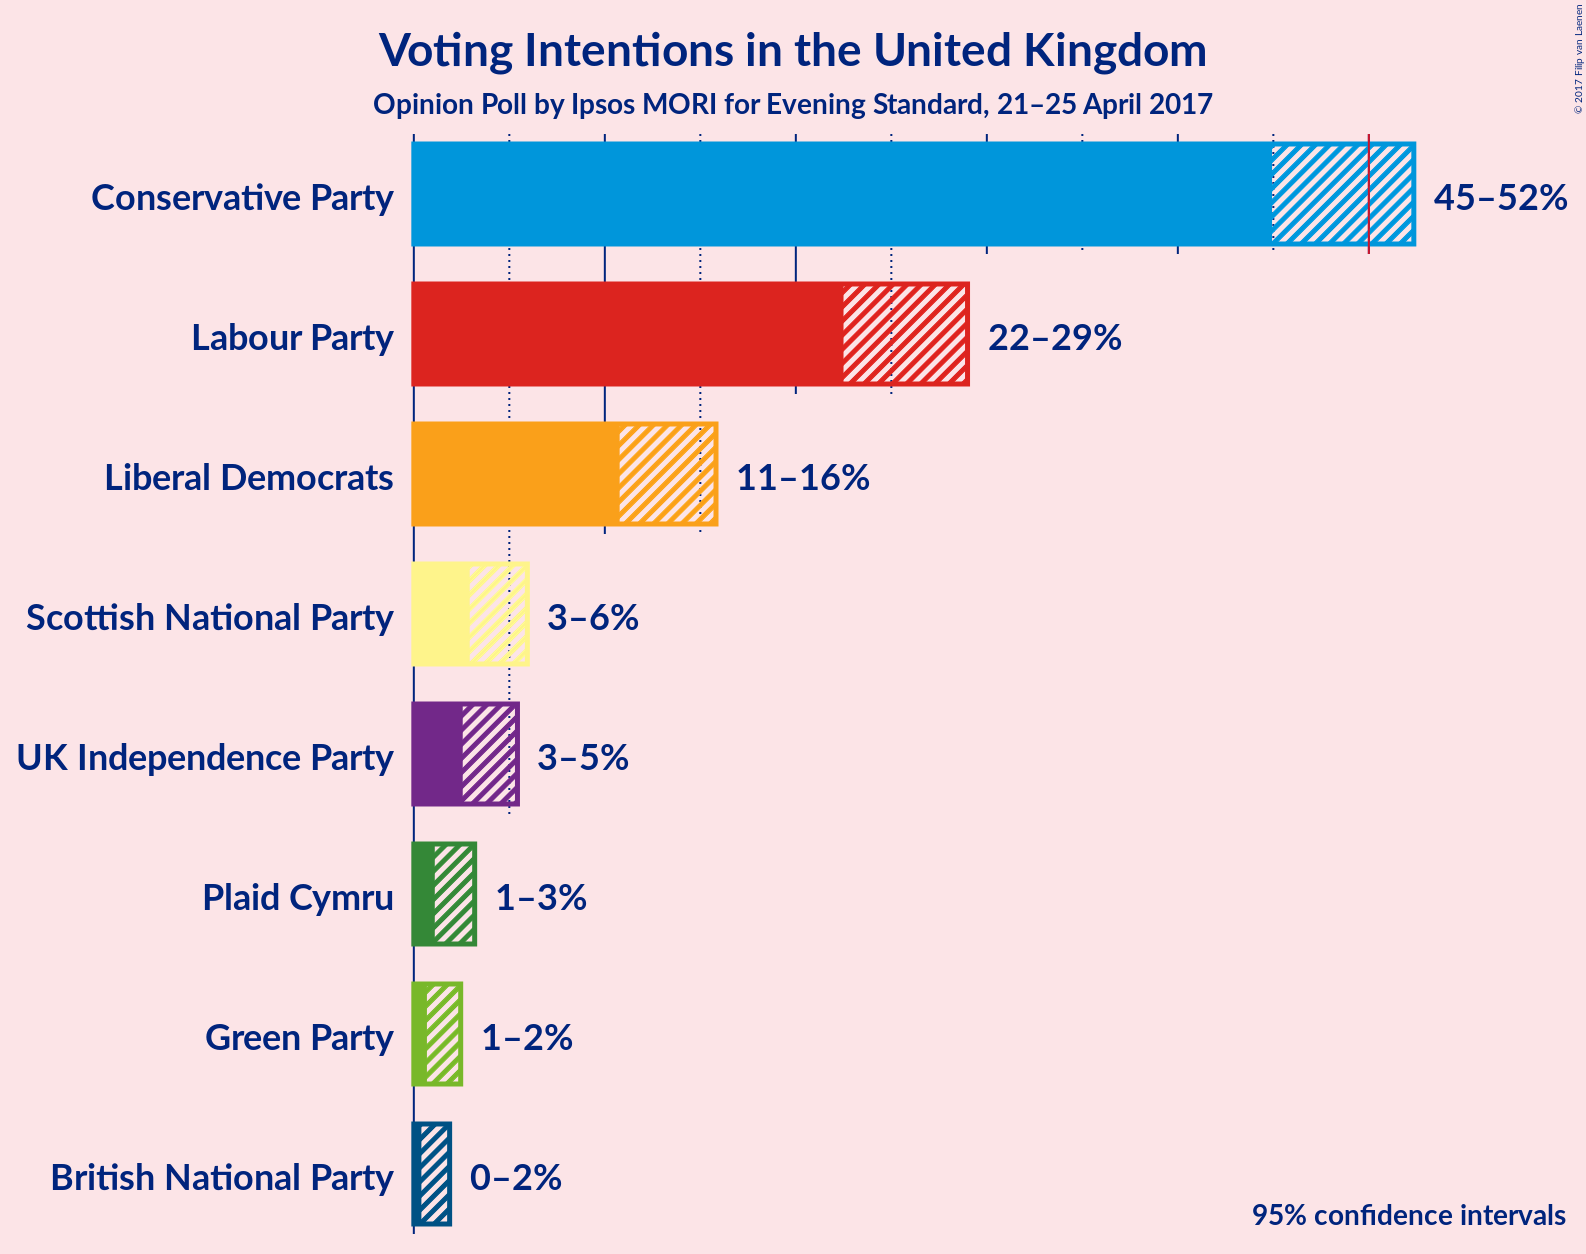 Voting Intentions in the United Kingdom
Opinion Poll by Ipsos MORI for Evening Standard, 21–25 April 2017
© 2017 Filip van Laenen
Conservative Party
45–52%
Labour Party
22–29%
Liberal Democrats
11–16%
Scottish National Party
3–6%
UK Independence Party
3–5%
Plaid Cymru
1–3%
Green Party
1–2%
British National Party
0–2%
95% confidence intervals